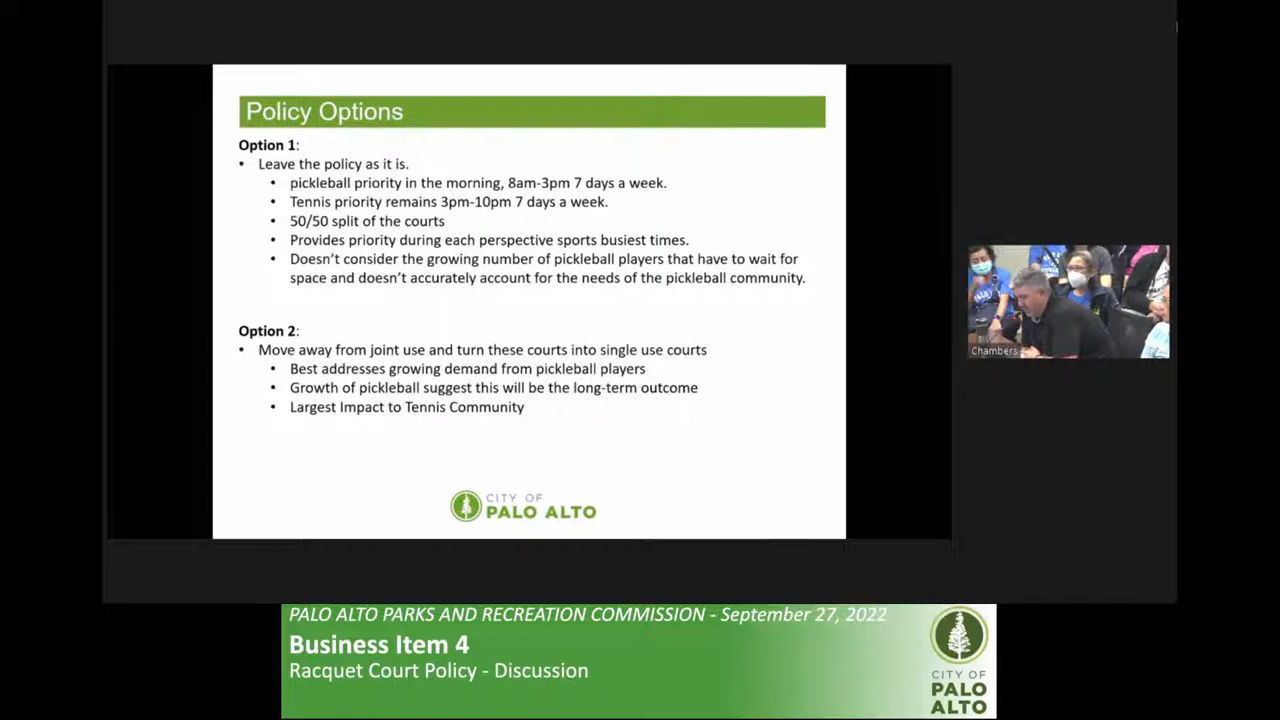 Policy Options
Option 1:
• Leave the policy as it is.
• pickleball priority in the morning, 8am-3pm 7 days a week.
• Tennis priority remains 3pm-10pm 7 days a week.
• 50/50 split of the courts
• Provides priority during each perspective sports busiest times.
• Doesn't consider the growing number of pickleball players that have to wait for
space and doesn't accurately account for the needs of the pickleball community.
Option 2:
• Move away from joint use and turn these courts into single use courts
• Best addresses growing demand from pickleball players
• Growth of pickleball suggest this will be the long-term outcome
• Largest Impact to Tennis Community
CITY OF
PALO ALTO
Chambers
PALO ALTO PARKS AND RECREATION COMMISSION - September 27, 2022
Business Item 4
Racquet Court Policy - Discussion
CITY OF
PALO
ALTO